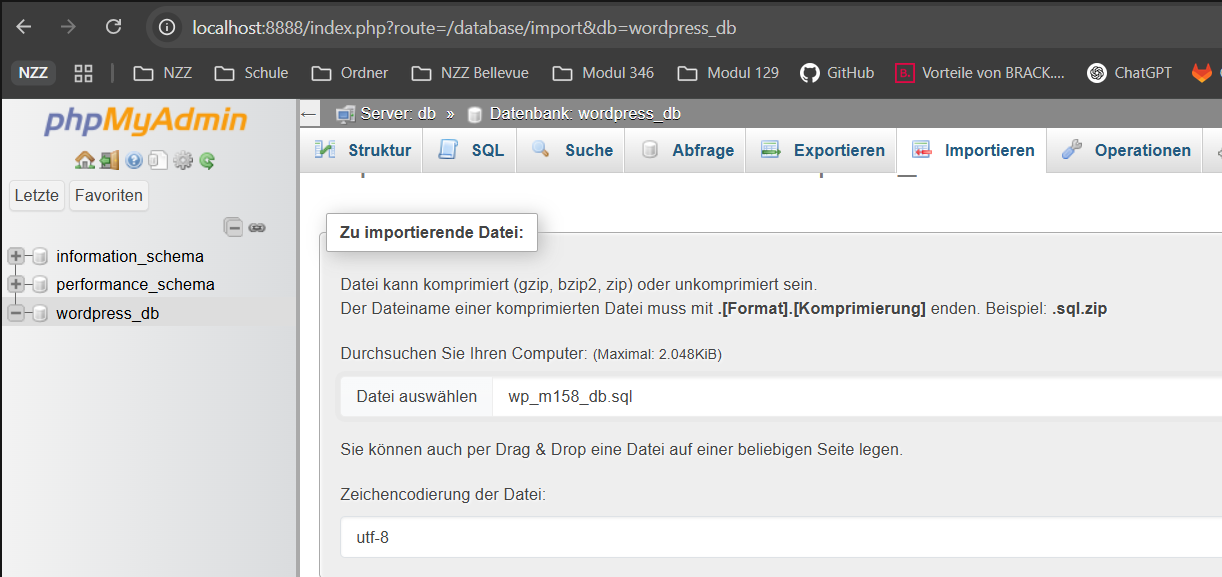 localhost:8888/index.php?route=/database/import&db=wordpress_db
NZZ NZZ Schule Ordner NZZ Bellevue Modul 346 Modul 129 GitHub B. Vorteile von BRACK.... ChatGPT
phpMyAdmin
Server: db » Datenbank: wordpress_db
Struktur SQL Suche Abfrage Exportieren Importieren Operationen
Letzte Favoriten
information_schema
performance_schema
wordpress_db
Zu importierende Datei:
Datei kann komprimiert (gzip, bzip2, zip) oder unkomprimiert sein.
Der Dateiname einer komprimierten Datei muss mit .[Format].[Komprimierung] enden. Beispiel: .sql.zip
Durchsuchen Sie Ihren Computer: (Maximal: 2.048KiB)
Datei auswählen wp_m158_db.sql
Sie können auch per Drag & Drop eine Datei auf einer beliebigen Seite legen.
Zeichencodierung der Datei:
utf-8